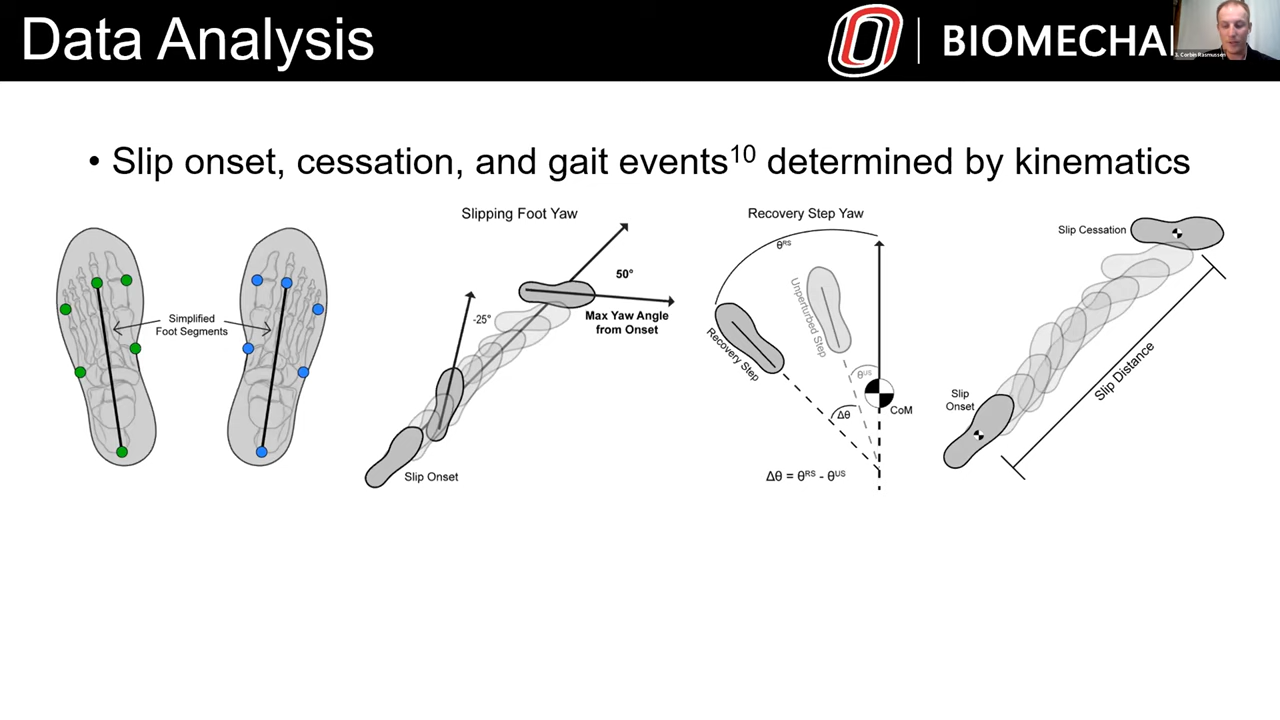 Data Analysis
BIOMECHA
S. Corbin Rasmussen
• Slip onset, cessation, and gait events¹⁰ determined by kinematics
Simplified
Foot Segments
Slipping Foot Yaw
-25°
50°
Max Yaw Angle
from Onset
Slip Onset
Recovery Step Yaw
θᴿˢ
Unperturbed Step
Recovery Step
θᵁˢ
Δθ
CoM
Δθ = θᴿˢ - θᵁˢ
Slip Cessation
Slip
Onset
Slip Distance